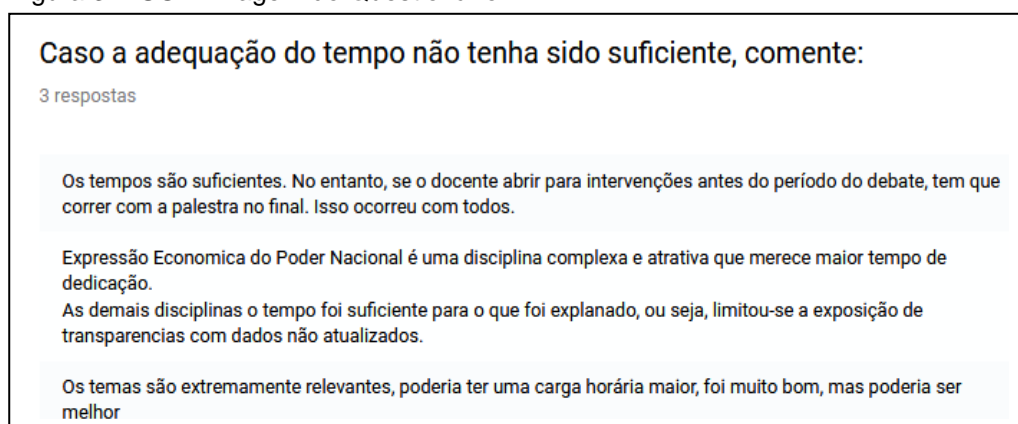 Caso a adequação do tempo não tenha sido suficiente, comente:
3 respostas
Os tempos são suficientes. No entanto, se o docente abrir para intervenções antes do período do debate, tem que
correr com a palestra no final. Isso ocorreu com todos.
Expressão Economica do Poder Nacional é uma disciplina complexa e atrativa que merece maior tempo de
dedicação.
As demais disciplinas o tempo foi suficiente para o que foi explanado, ou seja, limitou-se a exposição de
transparencias com dados não atualizados.
Os temas são extremamente relevantes, poderia ter uma carga horária maior, foi muito bom, mas poderia ser
melhor